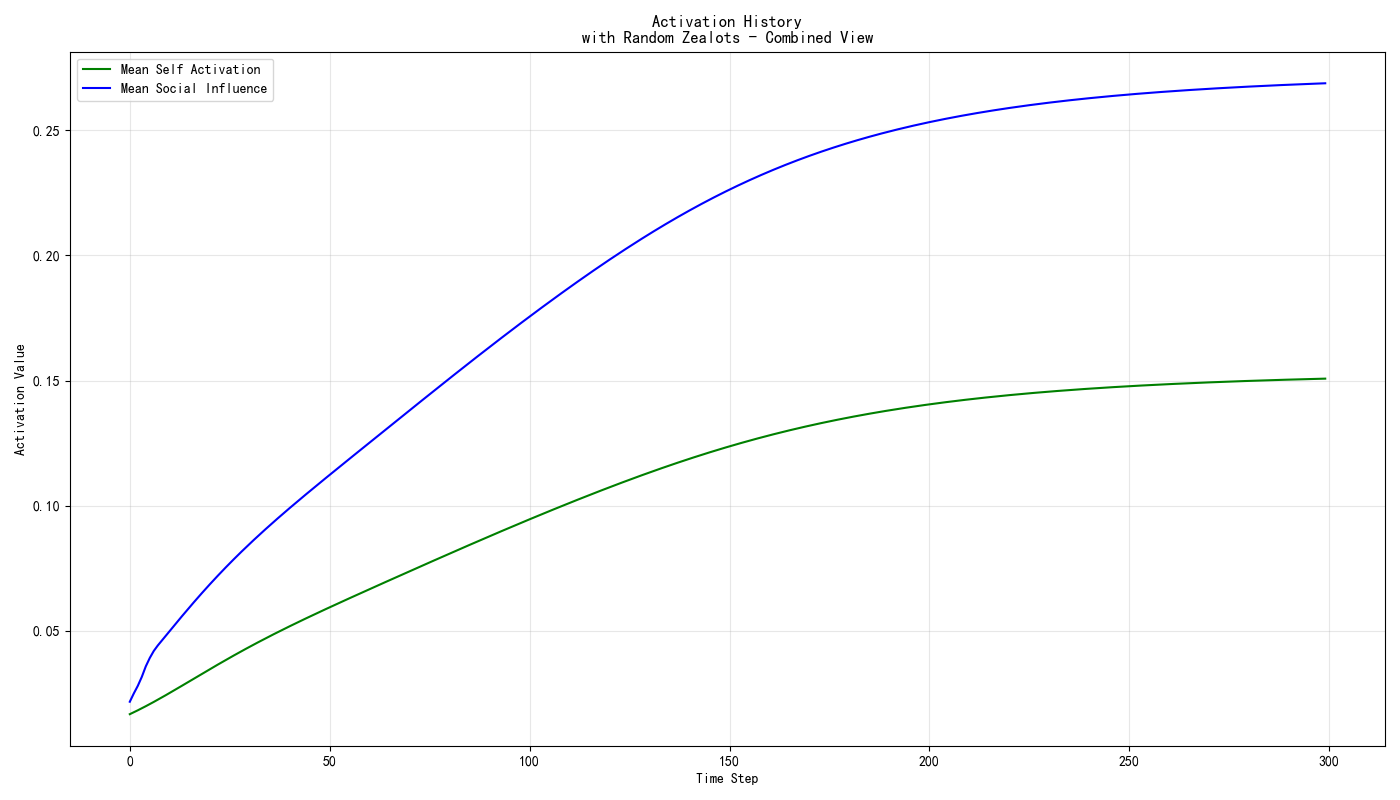 Activation History
with Random Zealots - Combined View
Mean Self Activation
Mean Social Influence
Activation Value
0.25
0.20
0.15
0.10
0.05
0
50
100
150
200
250
300
Time Step